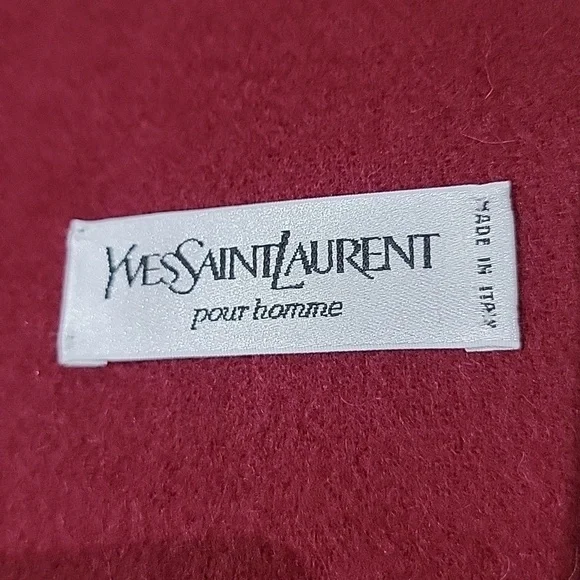 YVESSAINTLAURENT
pour homme
MADE IN ITALY